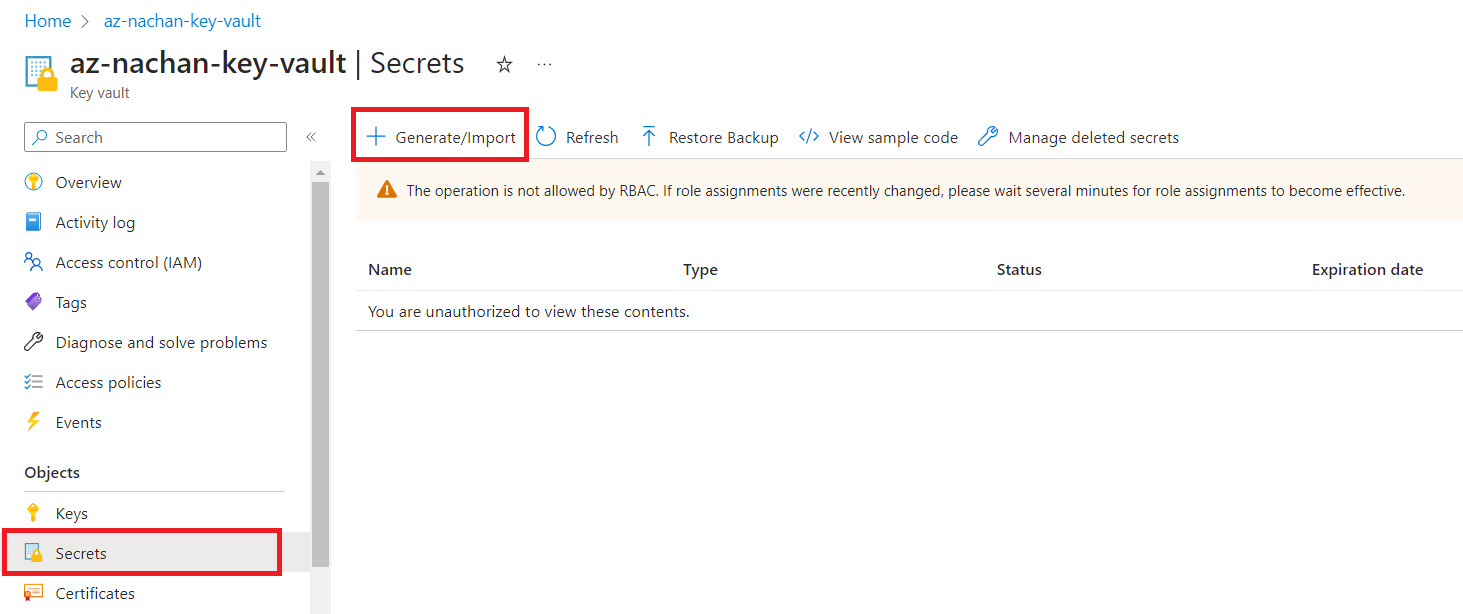 Home > az-nachan-key-vault
az-nachan-key-vault | Secrets ...
Key vault
Search «
Overview
Activity log
Access control (IAM)
Tags
Diagnose and solve problems
Access policies
Events
Objects
Keys
Secrets
Certificates
Generate/Import Refresh Restore Backup </> View sample code Manage deleted secrets
The operation is not allowed by RBAC. If role assignments were recently changed, please wait several minutes for role assignments to become effective.
Name Type Status Expiration date
You are unauthorized to view these contents.